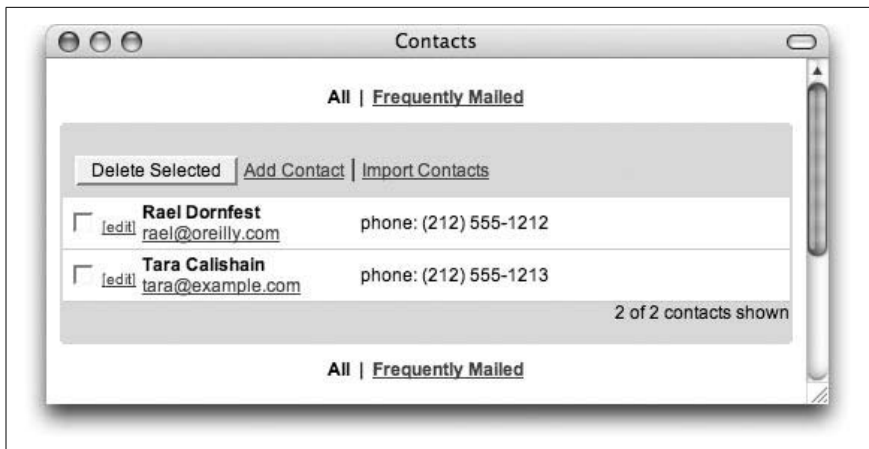 Contacts
All | Frequently Mailed
Delete Selected Add Contact | Import Contacts
[edit] Rael Dornfest
rael@oreilly.com phone: (212) 555-1212
[edit] Tara Calishain
tara@example.com phone: (212) 555-1213
2 of 2 contacts shown
All | Frequently Mailed